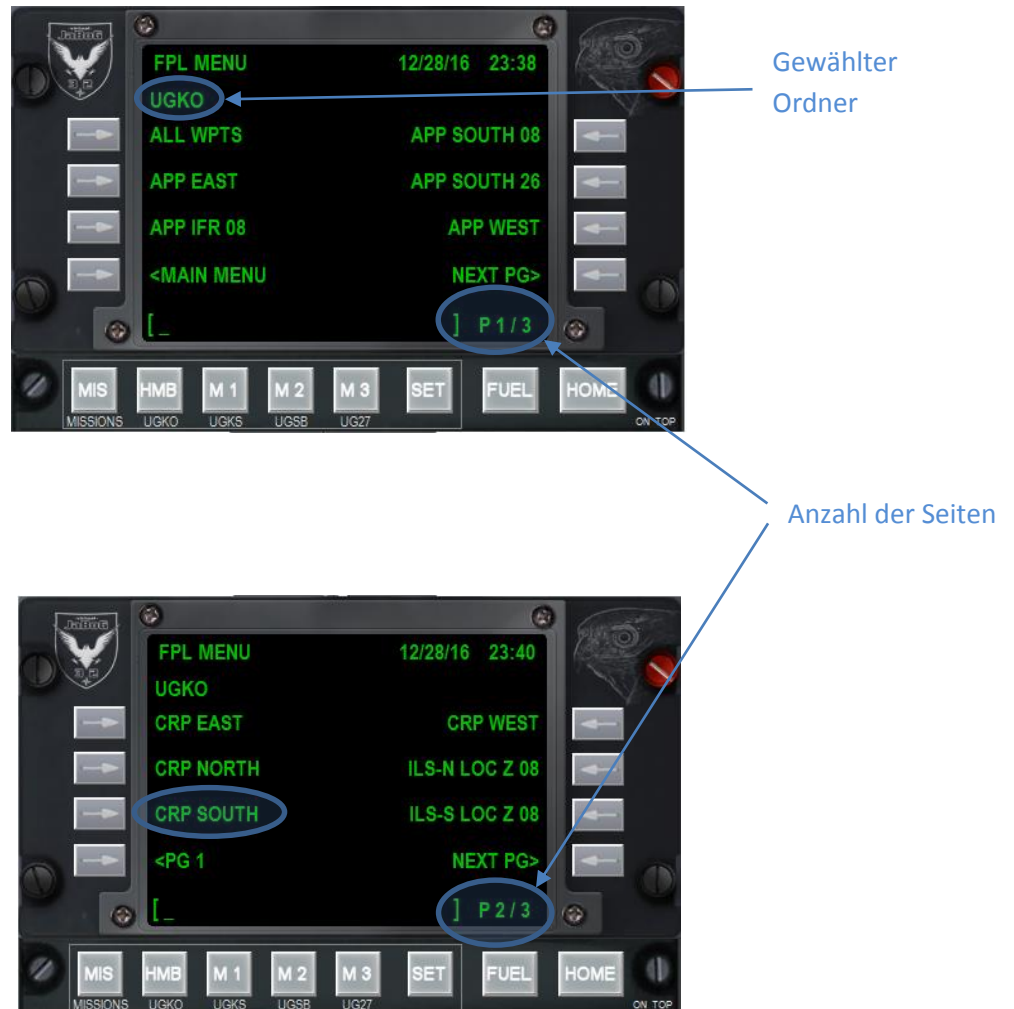 JaBoG
32
FPL MENU 12/28/16 23:38
UGKO
ALL WPTS APP SOUTH 08
APP EAST APP SOUTH 26
APP IFR 08 APP WEST
<MAIN MENU NEXT PG>
[_ ] P 1 / 3
MIS HMB M 1 M 2 M 3 SET FUEL HOME
MISSIONS UGKO UGKS UGSB UG27 ON TOP
Gewählter
Ordner
Anzahl der Seiten
JaBoG
32
FPL MENU 12/28/16 23:40
UGKO
CRP EAST CRP WEST
CRP NORTH ILS-N LOC Z 08
CRP SOUTH ILS-S LOC Z 08
<PG 1 NEXT PG>
[_ ] P 2 / 3
MIS HMB M 1 M 2 M 3 SET FUEL HOME
MISSIONS UGKO UGKS UGSB UG27 ON TOP